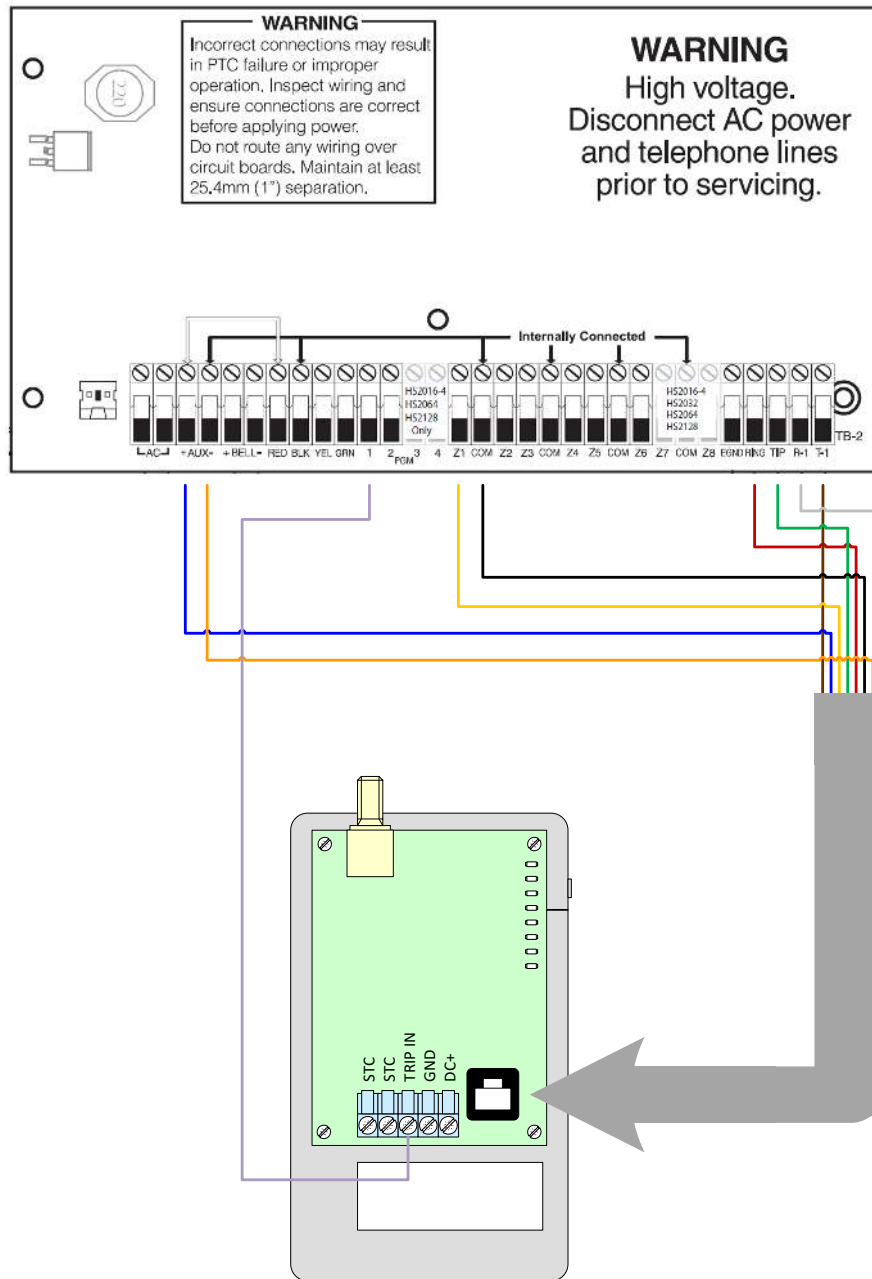 WARNING
Incorrect connections may result
in PTC failure or improper
operation. Inspect wiring and
ensure connections are correct
before applying power.
Do not route any wiring over
circuit boards. Maintain at least
25.4mm (1") separation.
WARNING
High voltage.
Disconnect AC power
and telephone lines
prior to servicing.
220
Internally Connected
HS2016-4
HS2064
HS2128
Only
HS2016-4
HS2032
HS2064
HS2128
AC +AUX- +BELL- RED BLK YEL GRN 1 2 PGM 3 4 Z1 COM Z2 Z3 COM Z4 Z5 COM Z6 Z7 COM Z8 EGND RING TIP R-1 T-1
TB-2
STC
STC
TRIP IN
GND
DC+